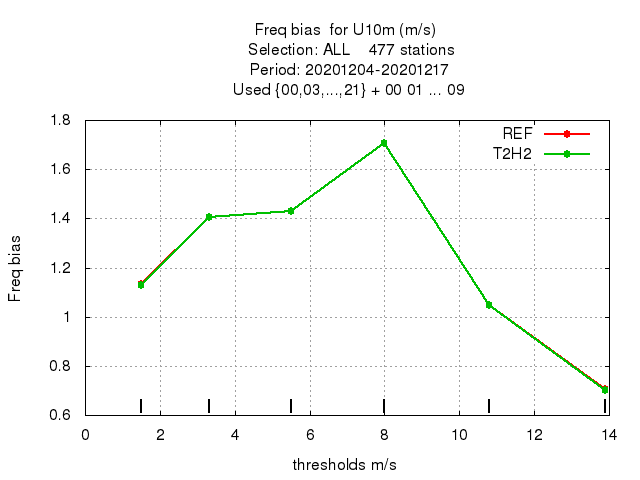 Freq bias  for U10m (m/s)
Selection: ALL    477 stations
Period: 20201204-20201217
Used {00,03,...,21} + 00 01 ... 09
REF
T2H2
Freq bias
1.8
1.6
1.4
1.2
1
0.8
0.6
0 2 4 6 8 10 12 14
thresholds m/s